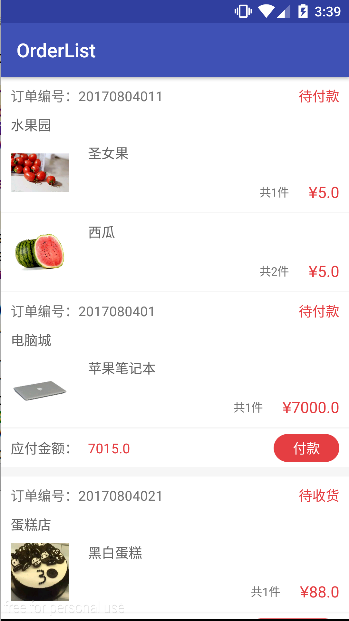 3:39
OrderList
订单编号：20170804011 待付款
水果园
圣女果
共1件 ¥5.0
西瓜
共2件 ¥5.0
订单编号：201708040​1 待付款
电脑城
苹果笔记本
共1件 ¥7000.0
应付金额： 7015.0 付款
订单编号：20170804021 待收货
蛋糕店
黑白蛋糕
30
共1件 ¥88.0
free for personal use